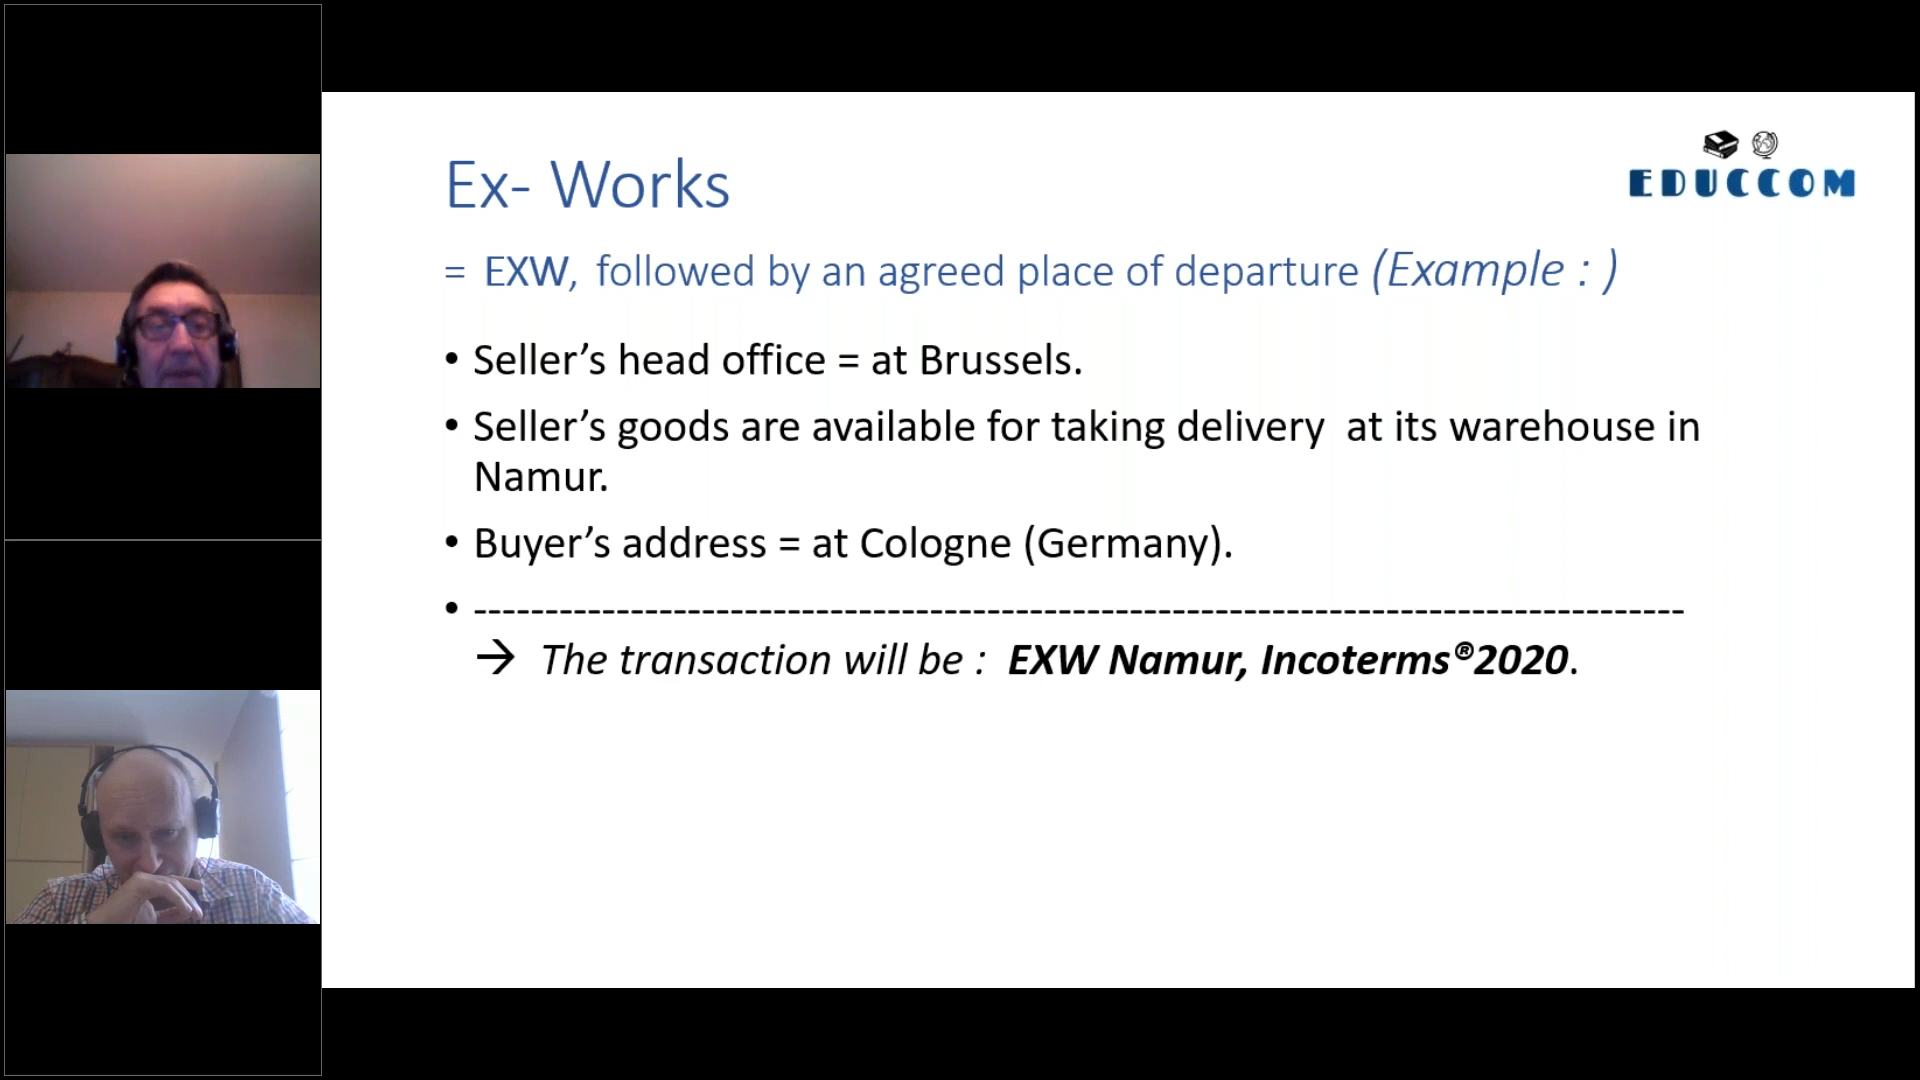 EDUCCOM
Ex- Works
= EXW, followed by an agreed place of departure (Example : )
• Seller’s head office = at Brussels.
• Seller’s goods are available for taking delivery  at its warehouse in
Namur.
• Buyer’s address = at Cologne (Germany).
• -------------------------------------------------------------------------------------
→ The transaction will be :  EXW Namur, Incoterms®2020.